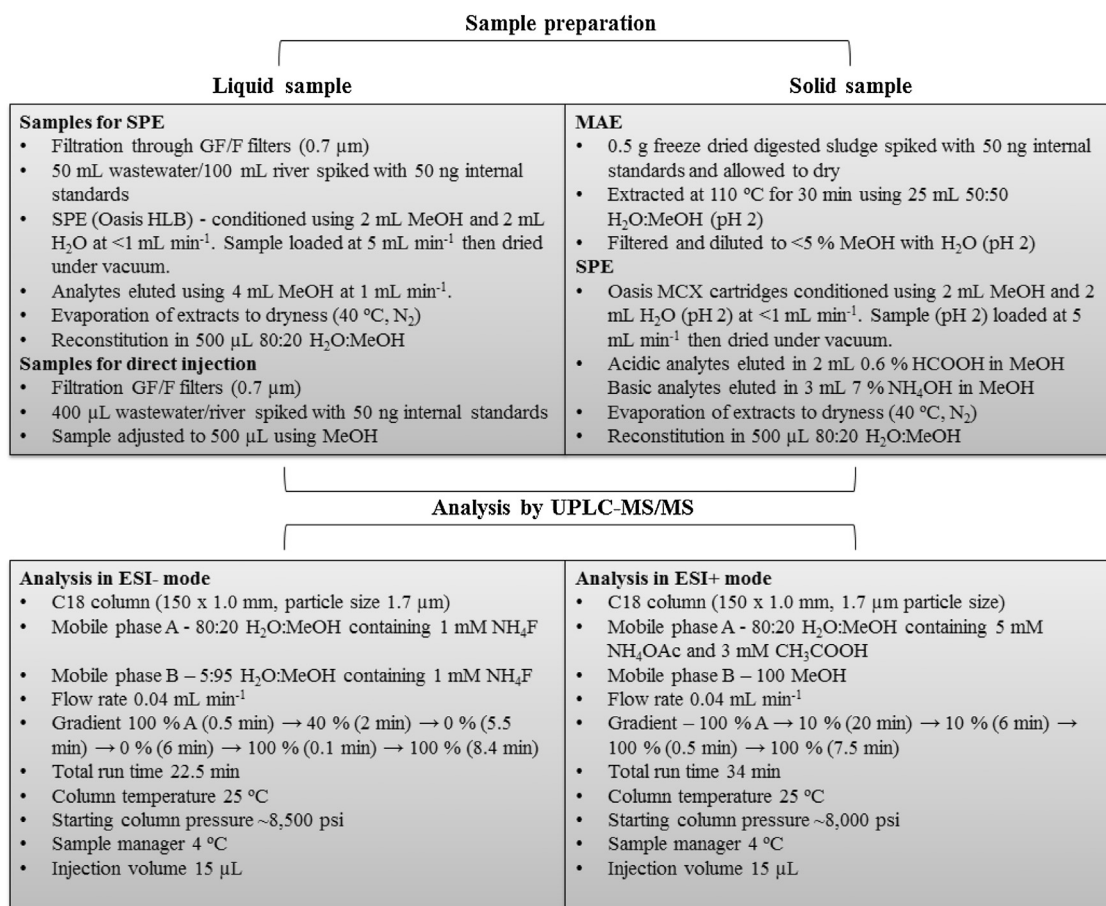 Sample preparation
Liquid sample
Solid sample
Samples for SPE
• Filtration through GF/F filters (0.7 µm)
• 50 mL wastewater/100 mL river spiked with 50 ng internal
standards
• SPE (Oasis HLB) - conditioned using 2 mL MeOH and 2 mL
H₂O at <1 mL min⁻¹. Sample loaded at 5 mL min⁻¹ then dried
under vacuum.
• Analytes eluted using 4 mL MeOH at 1 mL min⁻¹.
• Evaporation of extracts to dryness (40 ºC, N₂)
• Reconstitution in 500 µL 80:20 H₂O:MeOH
Samples for direct injection
• Filtration GF/F filters (0.7 µm)
• 400 µL wastewater/river spiked with 50 ng internal standards
• Sample adjusted to 500 µL using MeOH
MAE
• 0.5 g freeze dried digested sludge spiked with 50 ng internal
standards and allowed to dry
• Extracted at 110 ºC for 30 min using 25 mL 50:50
H₂O:MeOH (pH 2)
• Filtered and diluted to <5 % MeOH with H₂O (pH 2)
SPE
• Oasis MCX cartridges conditioned using 2 mL MeOH and 2
mL H₂O (pH 2) at <1 mL min⁻¹. Sample (pH 2) loaded at 5
mL min⁻¹ then dried under vacuum.
• Acidic analytes eluted in 2 mL 0.6 % HCOOH in MeOH
Basic analytes eluted in 3 mL 7 % NH₄OH in MeOH
• Evaporation of extracts to dryness (40 ºC, N₂)
• Reconstitution in 500 µL 80:20 H₂O:MeOH
Analysis by UPLC-MS/MS
Analysis in ESI- mode
• C18 column (150 x 1.0 mm, particle size 1.7 µm)
• Mobile phase A - 80:20 H₂O:MeOH containing 1 mM NH₄F
• Mobile phase B – 5:95 H₂O:MeOH containing 1 mM NH₄F
• Flow rate 0.04 mL min⁻¹
• Gradient 100 % A (0.5 min) → 40 % (2 min) → 0 % (5.5
min) → 0 % (6 min) → 100 % (0.1 min) → 100 % (8.4 min)
• Total run time 22.5 min
• Column temperature 25 ºC
• Starting column pressure ~8,500 psi
• Sample manager 4 ºC
• Injection volume 15 µL
Analysis in ESI+ mode
• C18 column (150 x 1.0 mm, 1.7 µm particle size)
• Mobile phase A - 80:20 H₂O:MeOH containing 5 mM
NH₄OAc and 3 mM CH₃COOH
• Mobile phase B – 100 MeOH
• Flow rate 0.04 mL min⁻¹
• Gradient – 100 % A → 10 % (20 min) → 10 % (6 min) →
100 % (0.5 min) → 100 % (7.5 min)
• Total run time 34 min
• Column temperature 25 ºC
• Starting column pressure ~8,000 psi
• Sample manager 4 ºC
• Injection volume 15 µL